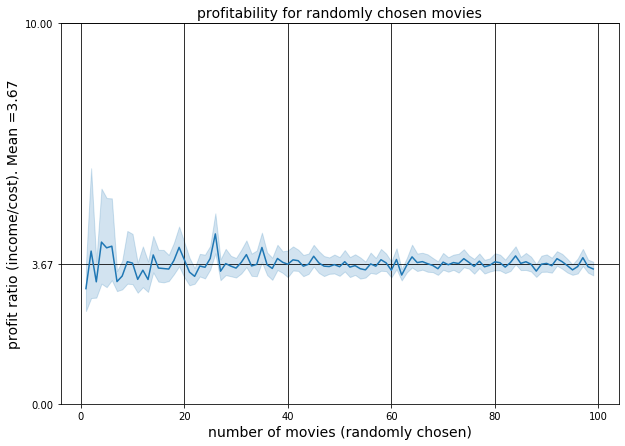 profitability for randomly chosen movies
10.00
3.67
0.00
profit ratio (income/cost). Mean =3.67
0 20 40 60 80 100
number of movies (randomly chosen)